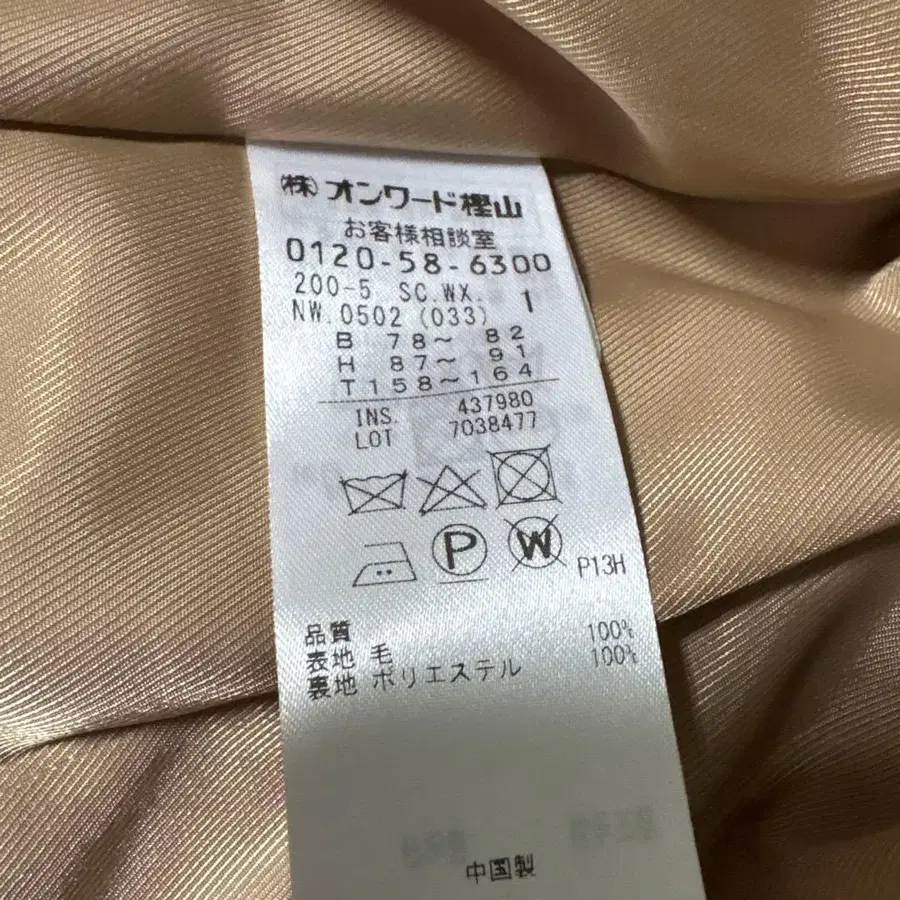 (株)オンワード樫山
お客様相談室
0120-58-6300
200-5 SC.WX. 1
NW.0502 (033)
B 78～ 82
H 87～ 91
T158～164
INS. 437980
LOT 7038477
P W P13H
品質
表地 毛 100%
裏地 ポリエステル 100%
中国製